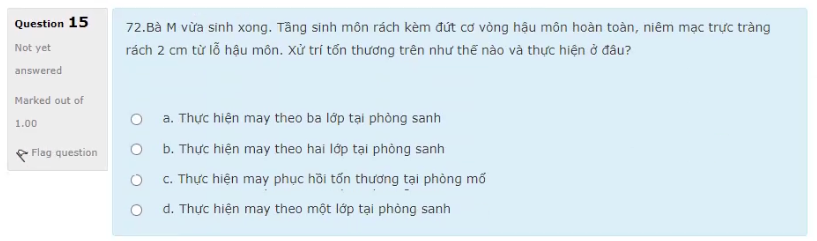 Question 15
Not yet
answered
Marked out of
1.00
Flag question
72.Bà M vừa sinh xong. Tầng sinh môn rách kèm đứt cơ vòng hậu môn hoàn toàn, niêm mạc trực tràng
rách 2 cm từ lỗ hậu môn. Xử trí tổn thương trên như thế nào và thực hiện ở đâu?
a. Thực hiện may theo ba lớp tại phòng sanh
b. Thực hiện may theo hai lớp tại phòng sanh
c. Thực hiện may phục hồi tổn thương tại phòng mổ
d. Thực hiện may theo một lớp tại phòng sanh